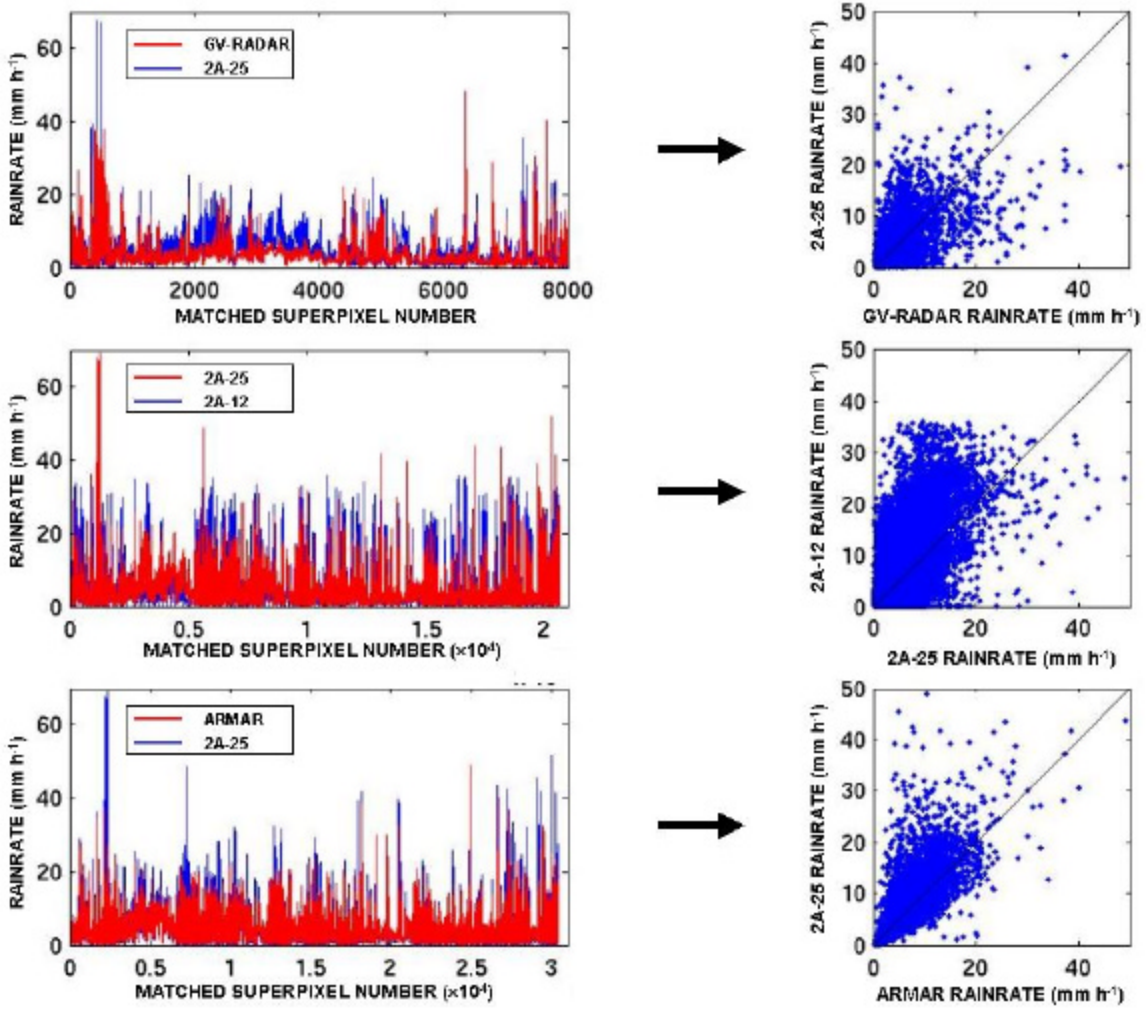 RAINRATE (mm h⁻¹)
60
40
20
0
GV-RADAR
2A-25
0 2000 4000 6000 8000
MATCHED SUPERPIXEL NUMBER
2A-25 RAINRATE (mm h⁻¹)
50
40
30
20
10
0
0 20 40
GV-RADAR RAINRATE (mm h⁻¹)
RAINRATE (mm h⁻¹)
60
40
20
0
2A-25
2A-12
0 0.5 1 1.5 2
MATCHED SUPERPIXEL NUMBER (×10⁴)
2A-12 RAINRATE (mm h⁻¹)
50
40
30
20
10
0
0 20 40
2A-25 RAINRATE (mm h⁻¹)
RAINRATE (mm h⁻¹)
60
40
20
0
ARMAR
2A-25
0 0.5 1 1.5 2 2.5 3
MATCHED SUPERPIXEL NUMBER (×10⁴)
2A-25 RAINRATE (mm h⁻¹)
50
40
30
20
10
0
0 20 40
ARMAR RAINRATE (mm h⁻¹)